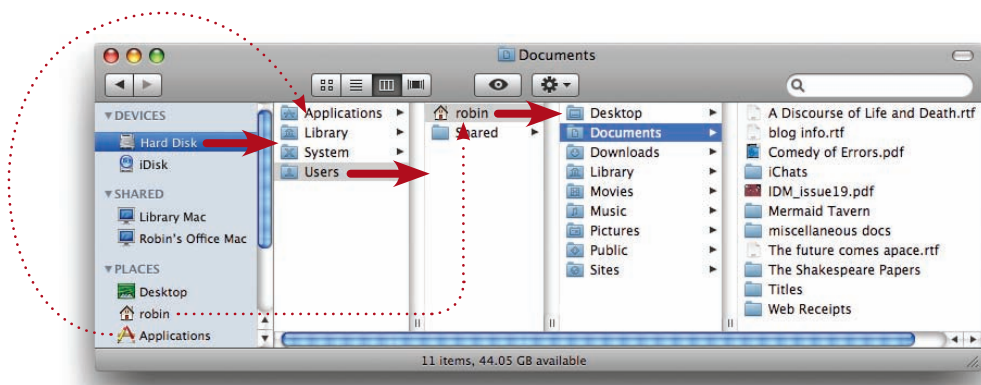 Documents
DEVICES
Hard Disk
iDisk
SHARED
Library Mac
Robin's Office Mac
PLACES
Desktop
robin
Applications
Applications
Library
System
Users
robin
Shared
Desktop
Documents
Downloads
Library
Movies
Music
Pictures
Public
Sites
A Discourse of Life and Death.rtf
blog info.rtf
Comedy of Errors.pdf
iChats
IDM_issue19.pdf
Mermaid Tavern
miscellaneous docs
The future comes apace.rtf
The Shakespeare Papers
Titles
Web Receipts
11 items, 44.05 GB available